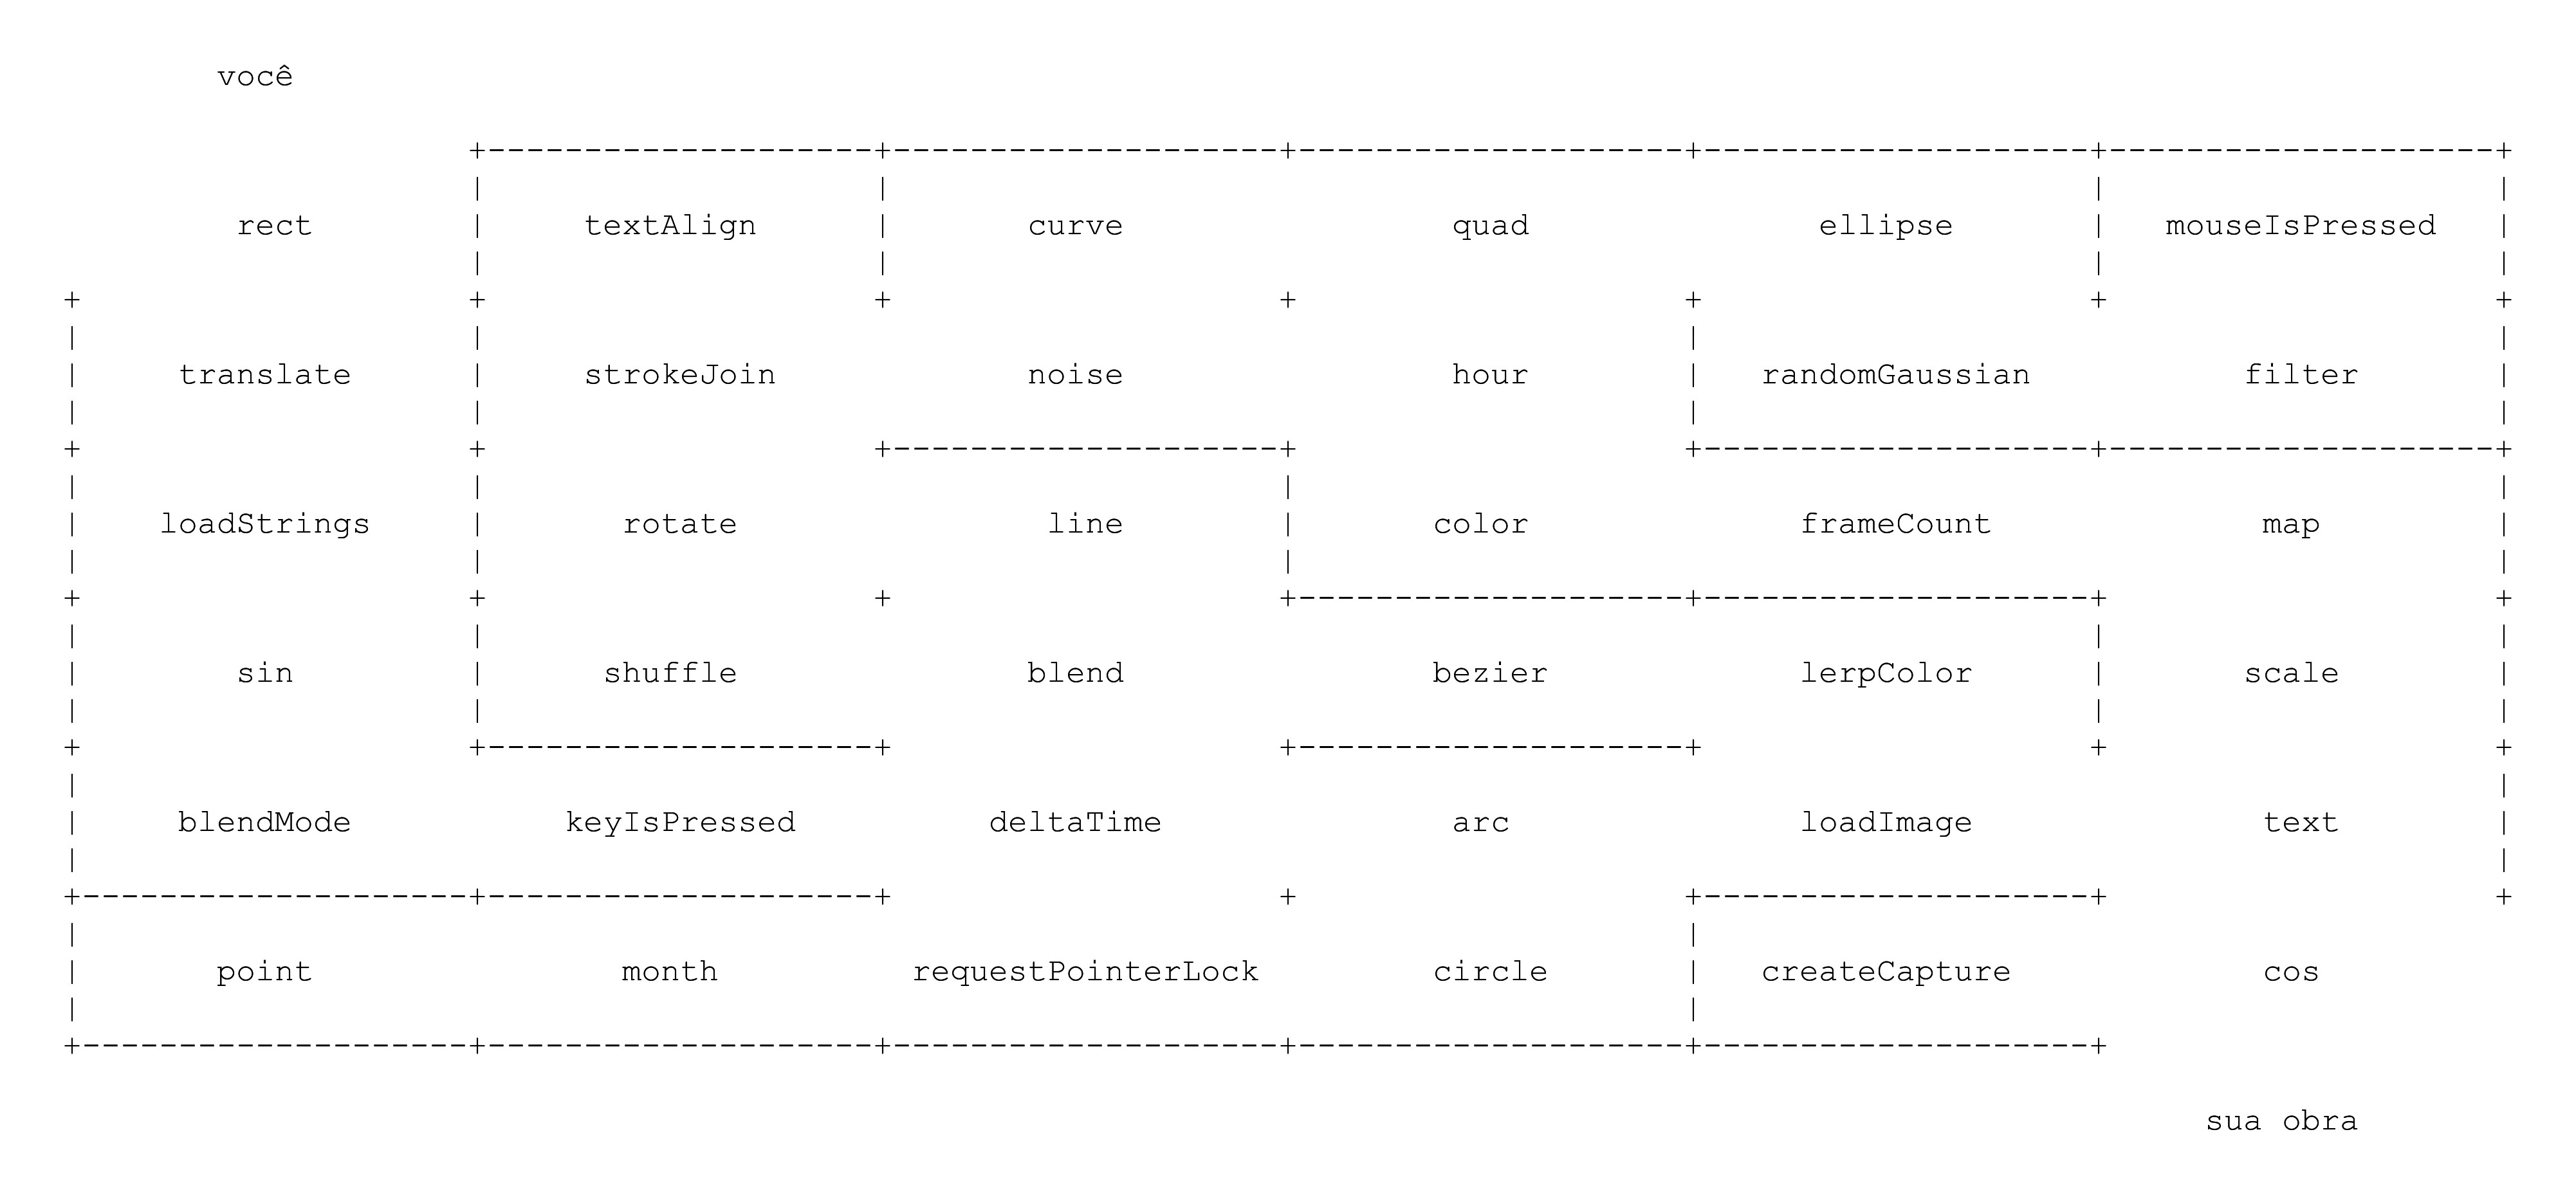 você
rect textAlign curve quad ellipse mouseIsPressed
translate strokeJoin noise hour randomGaussian filter
loadStrings rotate line color frameCount map
sin shuffle blend bezier lerpColor scale
blendMode keyIsPressed deltaTime arc loadImage text
point month requestPointerLock circle createCapture cos
sua obra